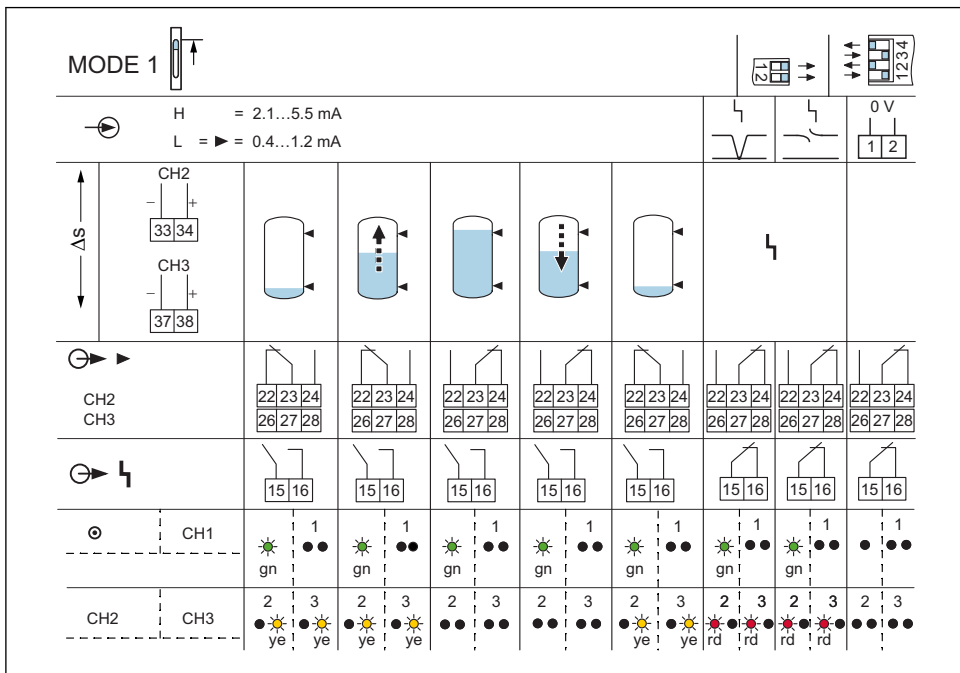 MODE 1
1 2
1 2 3 4
H = 2.1...5.5 mA
L = ► = 0.4...1.2 mA
0 V
1 2
Δs
CH2
− +
33 34
CH3
− +
37 38
CH2 22 23 24 22 23 24 22 23 24 22 23 24 22 23 24 22 23 24 22 23 24 22 23 24
CH3 26 27 28 26 27 28 26 27 28 26 27 28 26 27 28 26 27 28 26 27 28 26 27 28
15 16 15 16 15 16 15 16 15 16 15 16 15 16 15 16
CH1 1 1 1 1 1 1 1 1
gn gn gn gn gn gn gn
CH2 CH3 2 3 2 3 2 3 2 3 2 3 2 3 2 3 2 3
ye ye ye ye ye ye rd rd rd rd